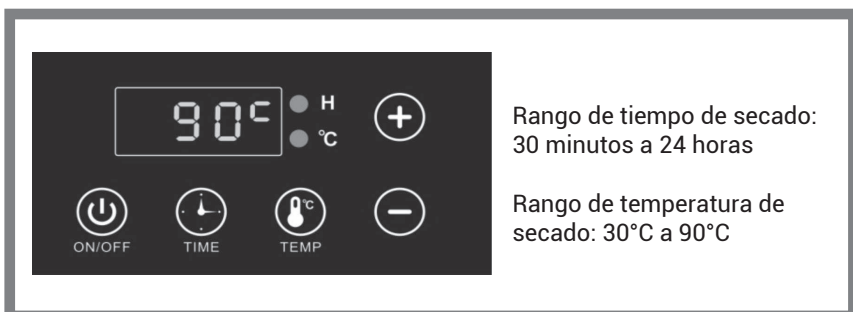 90c
H
°C
+
−
ON/OFF
TIME
°C
TEMP
Rango de tiempo de secado:
30 minutos a 24 horas
Rango de temperatura de
secado: 30°C a 90°C